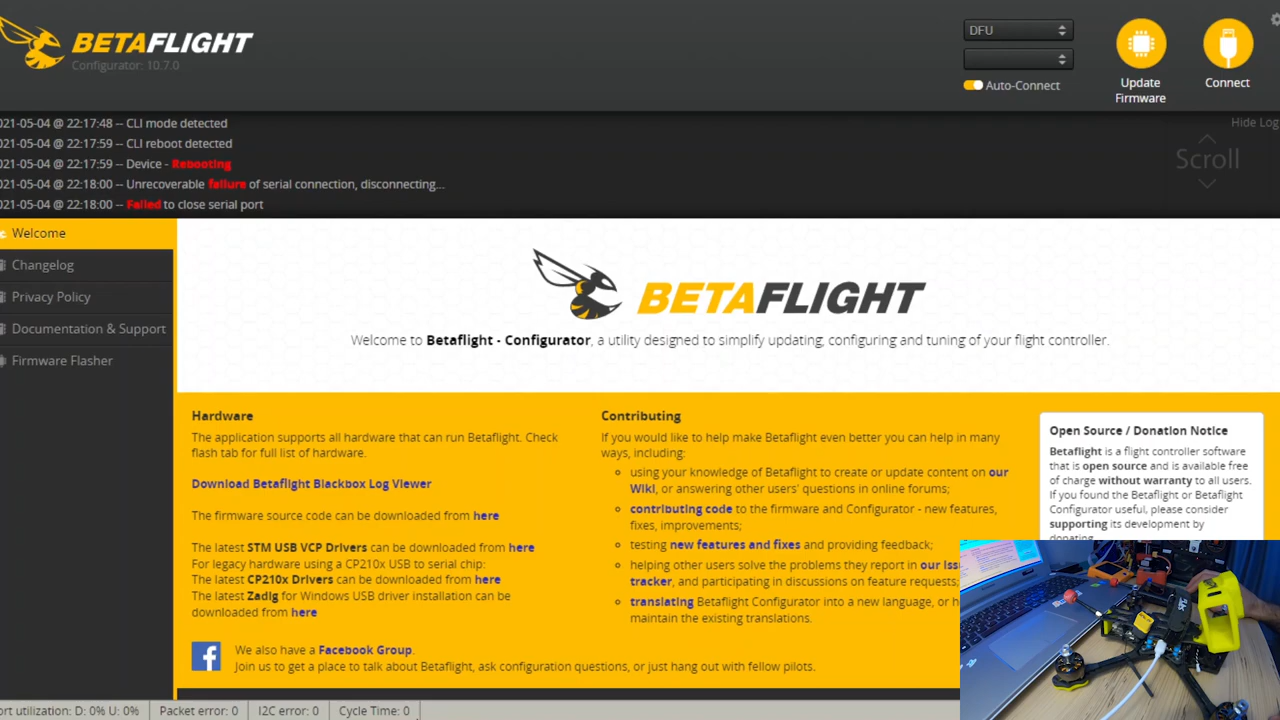 BETAFLIGHT
Configurator: 10.7.0
DFU
Auto-Connect
Update
Firmware
Connect
021-05-04 @ 22:17:48 -- CLI mode detected
021-05-04 @ 22:17:59 -- CLI reboot detected
021-05-04 @ 22:17:59 -- Device - Rebooting
021-05-04 @ 22:18:00 -- Unrecoverable failure of serial connection, disconnecting...
021-05-04 @ 22:18:00 -- Failed to close serial port
Hide Log
Scroll
Welcome
Changelog
Privacy Policy
Documentation & Support
Firmware Flasher
BETAFLIGHT
Welcome to Betaflight - Configurator, a utility designed to simplify updating, configuring and tuning of your flight controller.
Hardware
The application supports all hardware that can run Betaflight. Check
flash tab for full list of hardware.
Download Betaflight Blackbox Log Viewer
The firmware source code can be downloaded from here
The latest STM USB VCP Drivers can be downloaded from here
For legacy hardware using a CP210x USB to serial chip:
The latest CP210x Drivers can be downloaded from here
The latest Zadig for Windows USB driver installation can be
downloaded from here
Contributing
If you would like to help make Betaflight even better you can help in many
ways, including:
using your knowledge of Betaflight to create or update content on our
Wiki, or answering other users' questions in online forums;
contributing code to the firmware and Configurator - new features,
fixes, improvements;
testing new features and fixes and providing feedback;
helping other users solve the problems they report in our iss
tracker, and participating in discussions on feature requests;
translating Betaflight Configurator into a new language, or h
maintain the existing translations.
Open Source / Donation Notice
Betaflight is a flight controller software
that is open source and is available free
of charge without warranty to all users.
If you found the Betaflight or Betaflight
Configurator useful, please consider
supporting its development by
donating.
We also have a Facebook Group.
Join us to get a place to talk about Betaflight, ask configuration questions, or just hang out with fellow pilots.
ort utilization: D: 0% U: 0%
Packet error: 0
I2C error: 0
Cycle Time: 0